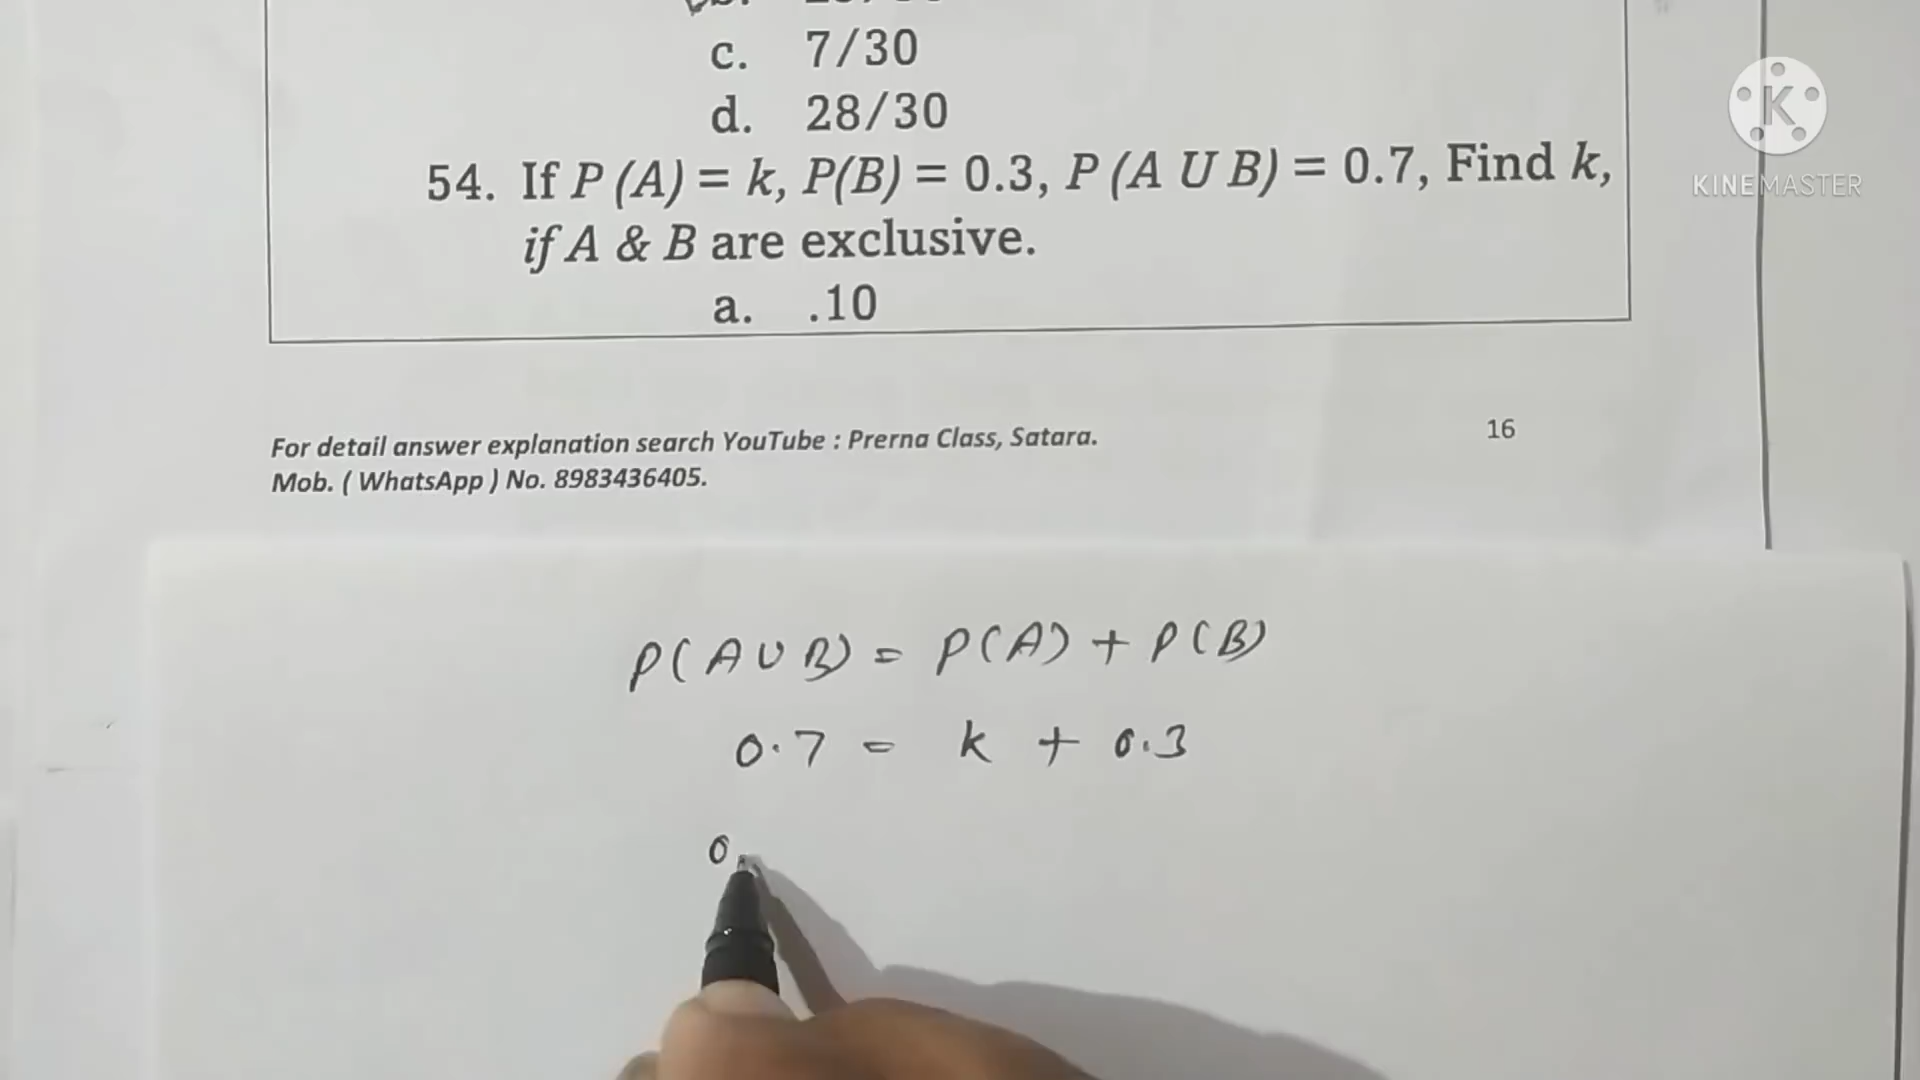 c. 7/30
d. 28/30
54. If P (A) = k, P(B) = 0.3, P (A U B) = 0.7, Find k,
if A & B are exclusive.
a. .10
K
KINEMASTER
For detail answer explanation search YouTube : Prerna Class, Satara.
16
Mob. ( WhatsApp ) No. 8983436405.
P(A∪B) = P(A) + P(B)
0.7 = k + 0.3
0.